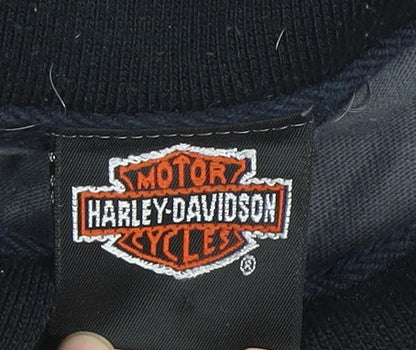 MOTOR
HARLEY-DAVIDSON
CYCLES
®